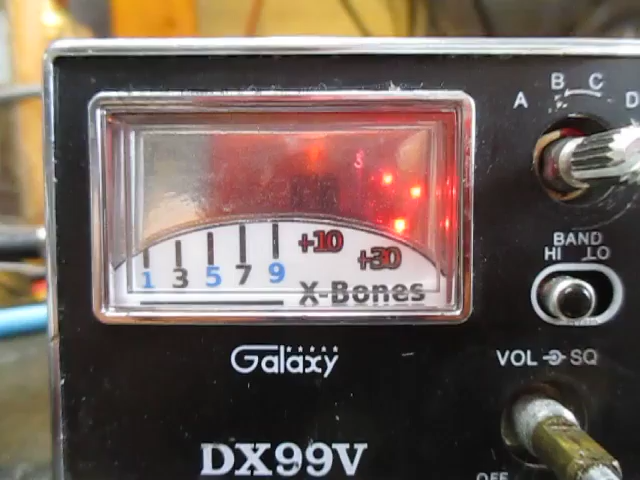 A B C D
BAND
HI LO
1 3 5 7 9 +10 +30
X-Bones
Galaxy
VOL SQ
DX99V
OFF